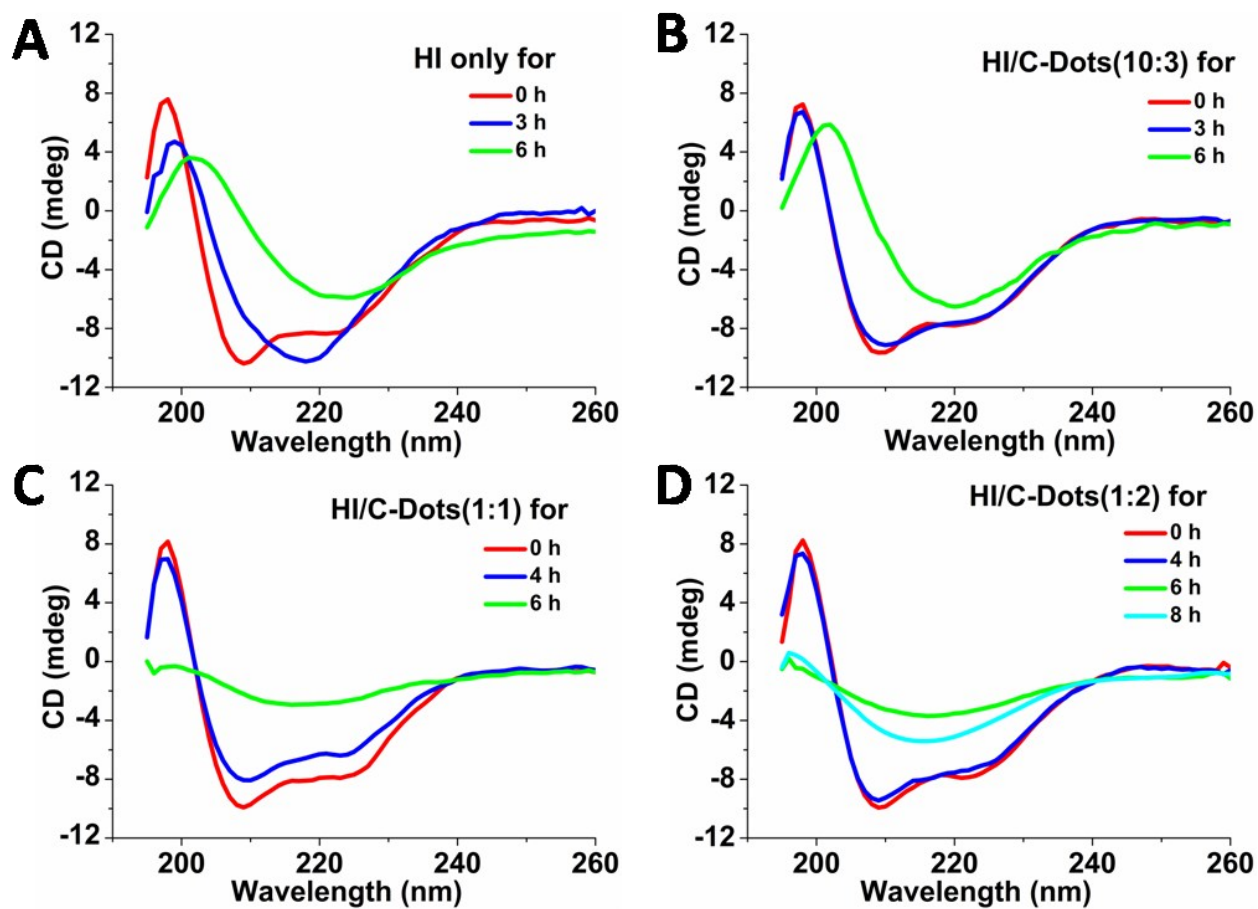 A
HI only for
0 h
3 h
6 h
12
8
4
0
-4
-8
-12
CD (mdeg)
200
220
240
260
Wavelength (nm)
B
HI/C-Dots(10:3) for
0 h
3 h
6 h
12
8
4
0
-4
-8
-12
CD (mdeg)
200
220
240
260
Wavelength (nm)
C
HI/C-Dots(1:1) for
0 h
4 h
6 h
12
8
4
0
-4
-8
-12
CD (mdeg)
200
220
240
260
Wavelength (nm)
D
HI/C-Dots(1:2) for
0 h
4 h
6 h
8 h
12
8
4
0
-4
-8
-12
CD (mdeg)
200
220
240
260
Wavelength (nm)